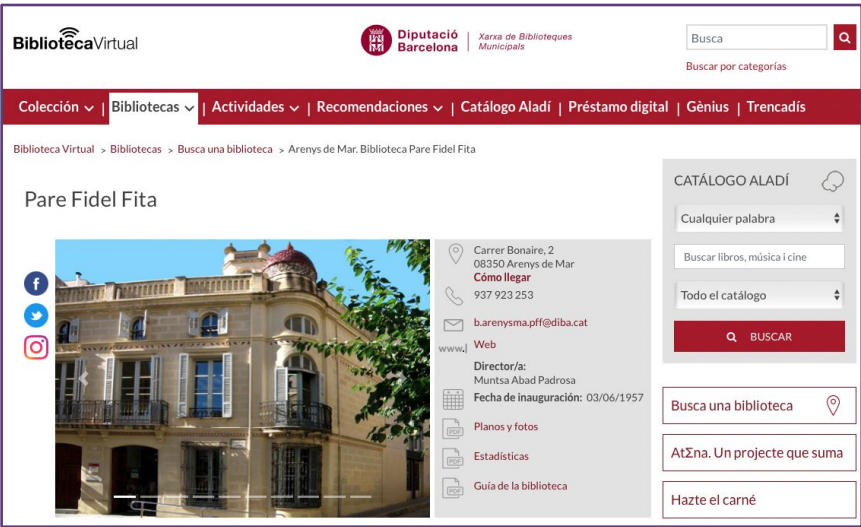 BibliotecaVirtual
Diputació
Barcelona
Xarxa de Biblioteques
Municipals
Busca
Buscar por categorías
Colección | Bibliotecas | Actividades | Recomendaciones | Catálogo Aladí | Préstamo digital | Gènius | Trencadís
Biblioteca Virtual > Bibliotecas > Busca una biblioteca > Arenys de Mar. Biblioteca Pare Fidel Fita
Pare Fidel Fita
Carrer Bonaire, 2
08350 Arenys de Mar
Cómo llegar
937 923 253
b.arenysma.pff@diba.cat
www.| Web
Director/a:
Muntsa Abad Padrosa
Fecha de inauguración: 03/06/1957
PDF Planos y fotos
PDF Estadísticas
PDF Guía de la biblioteca
CATÁLOGO ALADÍ
Cualquier palabra
Buscar libros, música i cine
Todo el catálogo
BUSCAR
Busca una biblioteca
AtΣna. Un projecte que suma
Hazte el carné